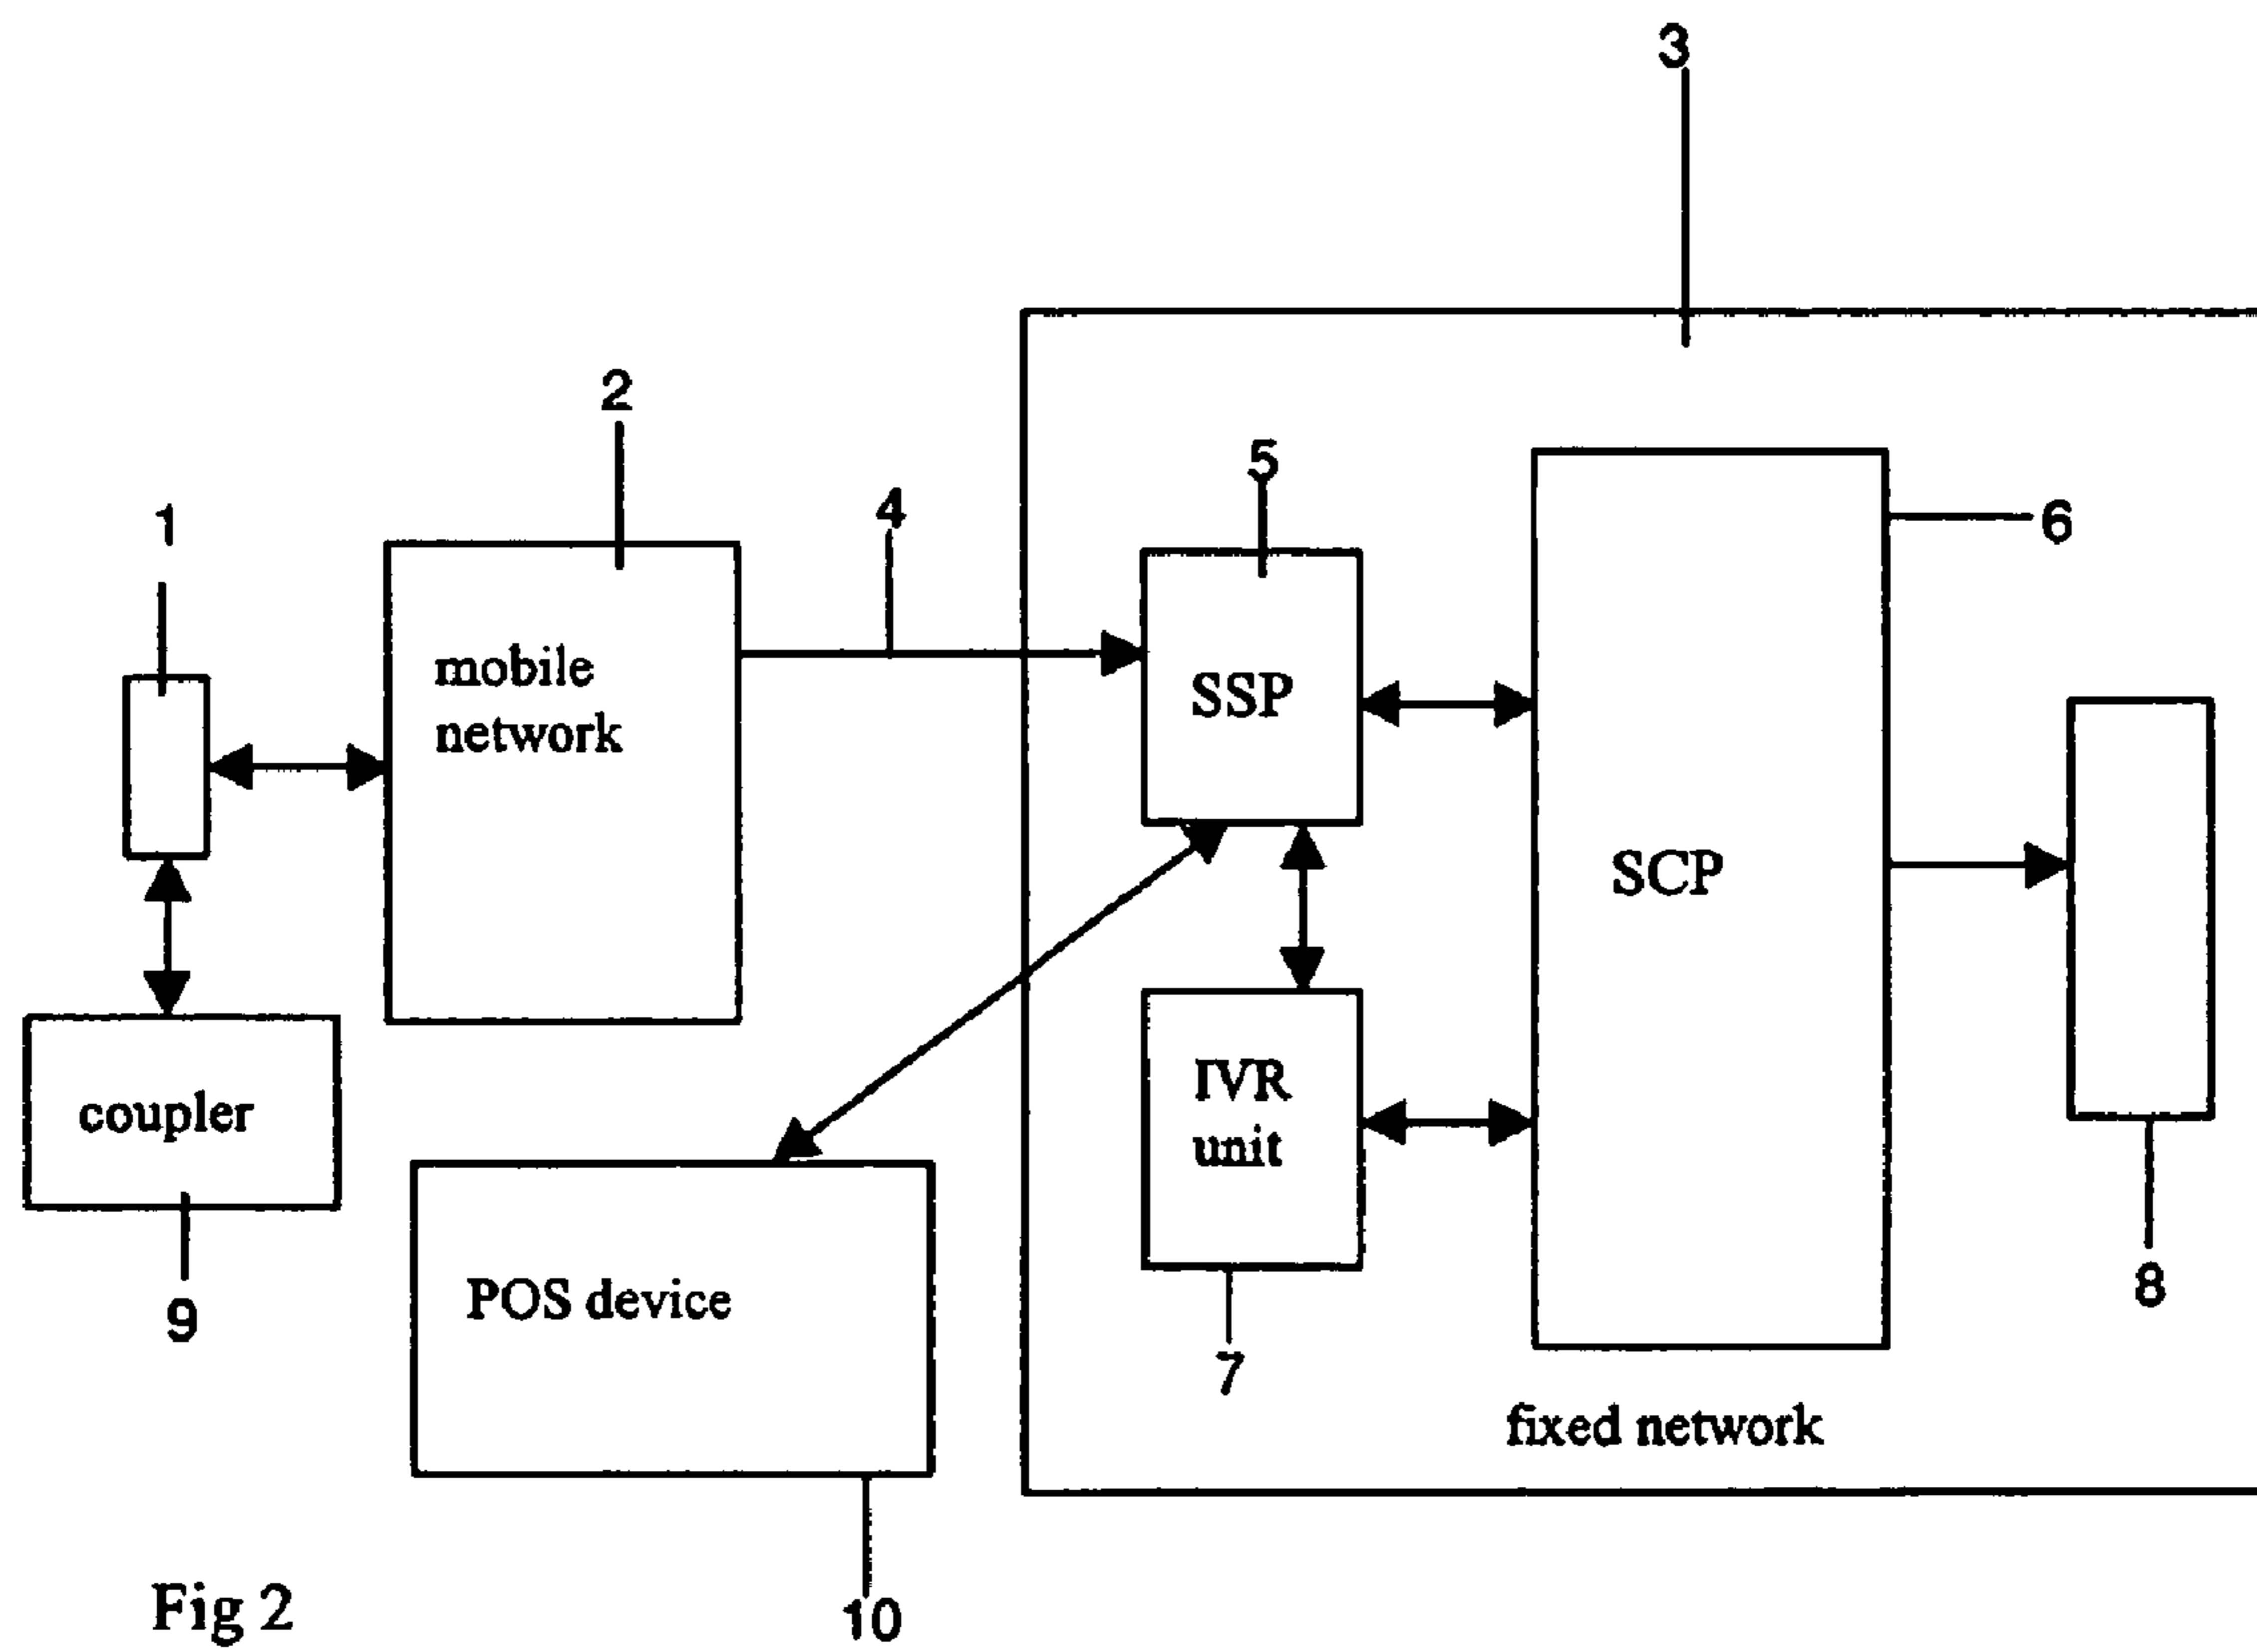 3
2
5
4
6
1
mobile
network
SSP
SCP
IVR
unit
coupler
POS device
8
9
7
fixed network
Fig 2
10